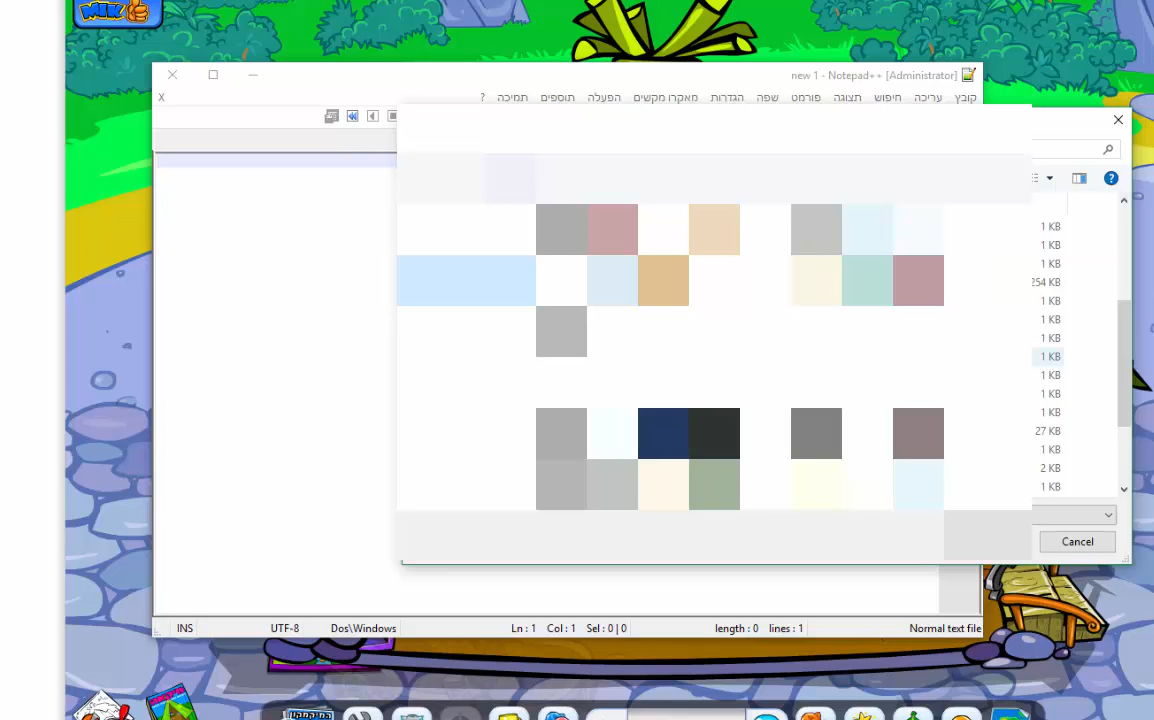 MIK
new 1 - Notepad++ [Administrator]
קובץ עריכה חיפוש תצוגה פורמט שפה הגדרות מאקרו מקשים הפעלה תוספים תמיכה ?
X
1 KB
1 KB
1 KB
254 KB
1 KB
1 KB
1 KB
1 KB
1 KB
1 KB
1 KB
27 KB
1 KB
2 KB
1 KB
Cancel
INS UTF-8 Dos\Windows Ln : 1 Col : 1 Sel : 0 | 0 length : 0 lines : 1 Normal text file
המיקמקון